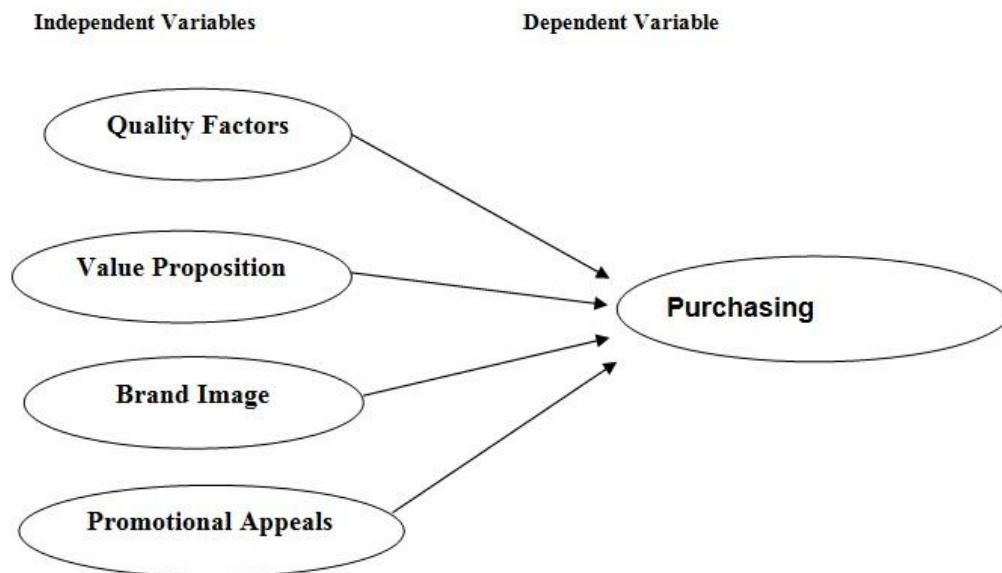 Independent Variables
Dependent Variable
Quality Factors
Value Proposition
Purchasing
Brand Image
Promotional Appeals